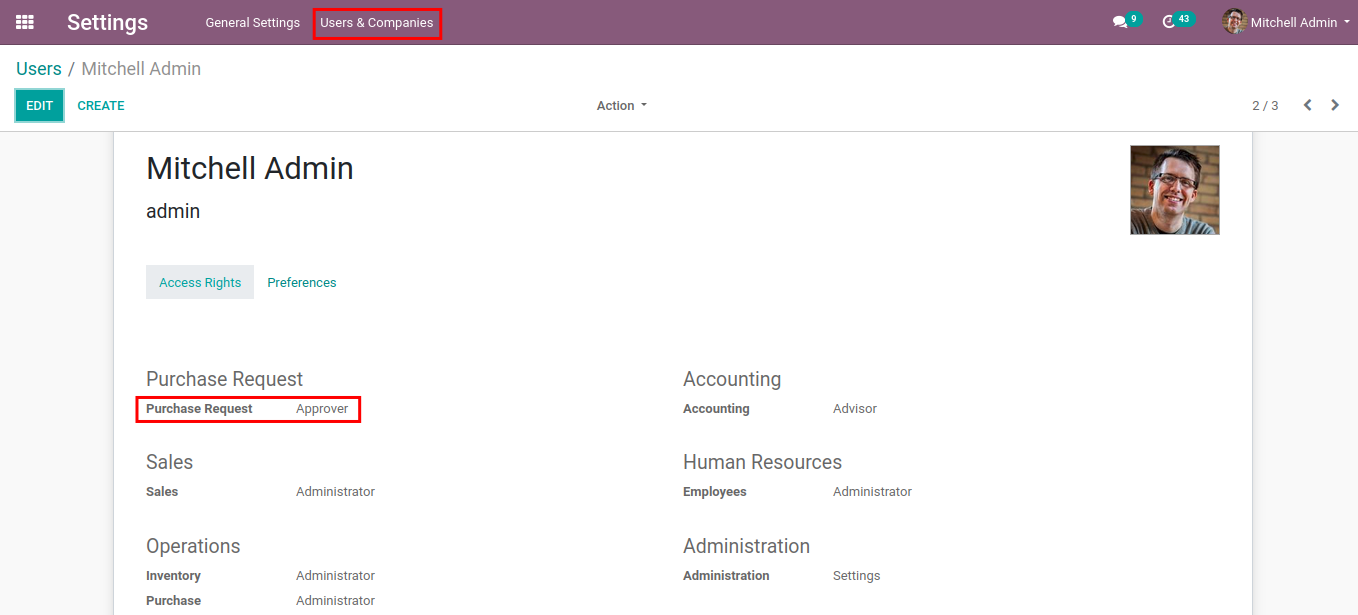 Settings General Settings Users & Companies 9 43 Mitchell Admin
Users / Mitchell Admin
EDIT CREATE Action 2 / 3
Mitchell Admin
admin
Access Rights Preferences
Purchase Request Accounting
Purchase Request Approver Accounting Advisor
Sales Human Resources
Sales Administrator Employees Administrator
Operations Administration
Inventory Administrator Administration Settings
Purchase Administrator